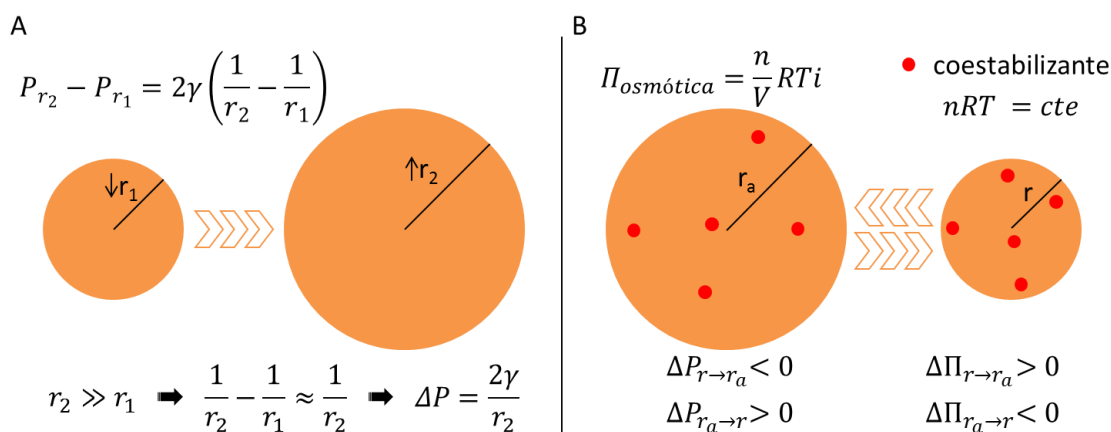 A
P_{r_2} − P_{r_1} = 2γ (1/r_2 − 1/r_1)
↓r_1
↑r_2
r_2 ≫ r_1 ➡ 1/r_2 − 1/r_1 ≈ 1/r_2 ➡ ΔP = 2γ/r_2
B
Π_{osmótica} = n/V RTi
coestabilizante
nRT = cte
r_a
r
ΔP_{r→r_a} < 0
ΔP_{r_a→r} > 0
ΔΠ_{r→r_a} > 0
ΔΠ_{r_a→r} < 0